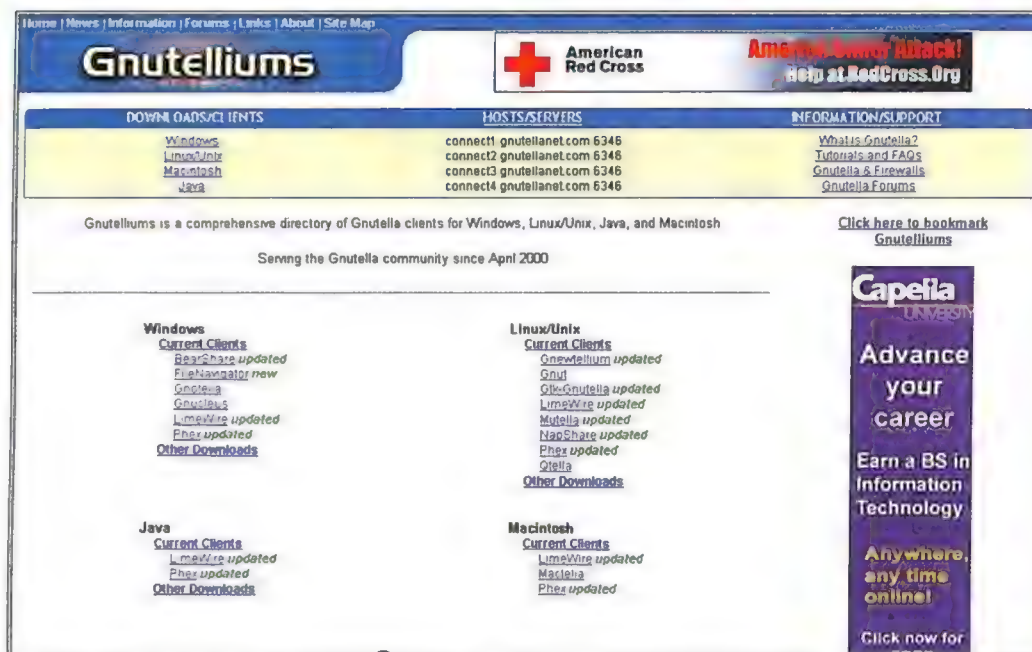 Home | News | Information | Forums | Links | About | Site Map
Gnutelliums
American
Red Cross
Help at RedCross.Org
DOWNLOADS/CLIENTS
HOSTS/SERVERS
INFORMATION/SUPPORT
Windows
connect1.gnutellanet.com 6346
What is Gnutella?
Linux/Unix
connect2.gnutellanet.com 6346
Tutorials and FAQs
Macintosh
connect3.gnutellanet.com 6346
Gnutella & Firewalls
Java
connect4.gnutellanet.com 6346
Gnutella Forums
Gnutelliums is a comprehensive directory of Gnutella clients for Windows, Linux/Unix, Java, and Macintosh
Serving the Gnutella community since April 2000
Click here to bookmark
Gnutelliums
Windows
Current Clients
BearShare updated
FileNavigator new
Gnotella
Gnucleus
LimeWire updated
Phex updated
Other Downloads
Linux/Unix
Current Clients
Gnewtellium updated
Gnut
Gtk-Gnutella updated
LimeWire updated
Mutella updated
NapShare updated
Phex updated
Qtella
Other Downloads
Java
Current Clients
LimeWire updated
Phex updated
Other Downloads
Macintosh
Current Clients
LimeWire updated
Mactella
Phex updated
Capella
UNIVERSITY
Advance
your
career
Earn a BS in
Information
Technology
Anywhere,
any time
online!
Click now for